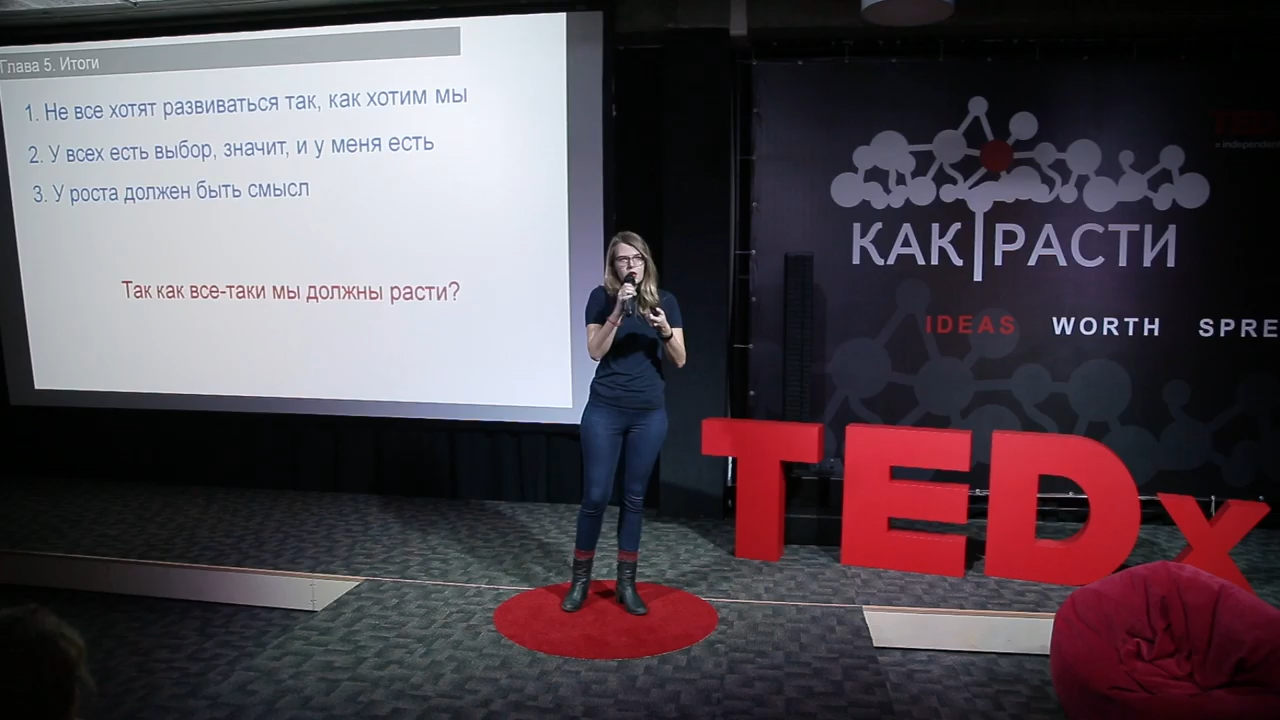 Глава 5. Итоги
1. Не все хотят развиваться так, как хотим мы
2. У всех есть выбор, значит, и у меня есть
3. У роста должен быть смысл
Так как все-таки мы должны расти?
КАК РАСТИ
IDEAS WORTH SPRE
TEDx